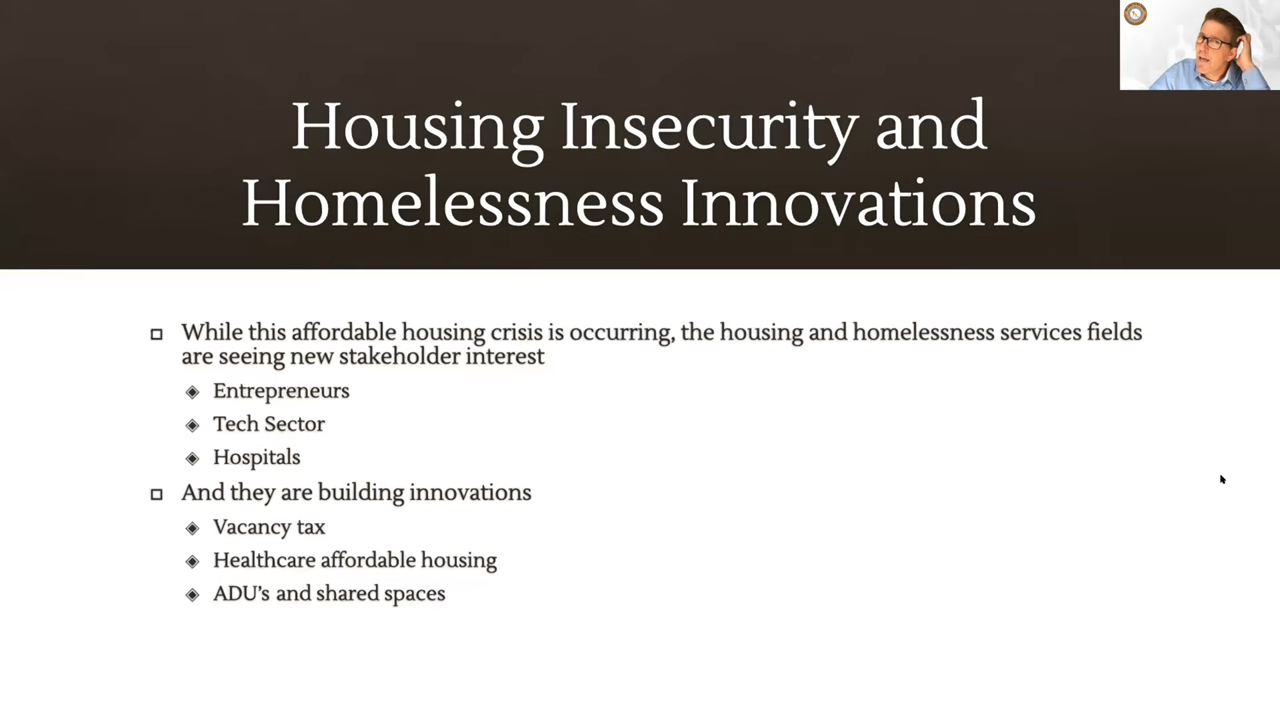 Housing Insecurity and
Homelessness Innovations
While this affordable housing crisis is occurring, the housing and homelessness services fields
are seeing new stakeholder interest
Entrepreneurs
Tech Sector
Hospitals
And they are building innovations
Vacancy tax
Healthcare affordable housing
ADU's and shared spaces